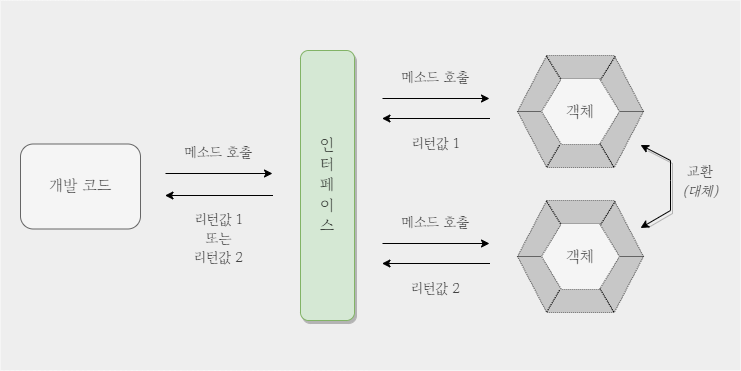 개발 코드
메소드 호출
리턴값 1
또는
리턴값 2
인터페이스
메소드 호출
리턴값 1
객체
메소드 호출
리턴값 2
객체
교환
(대체)